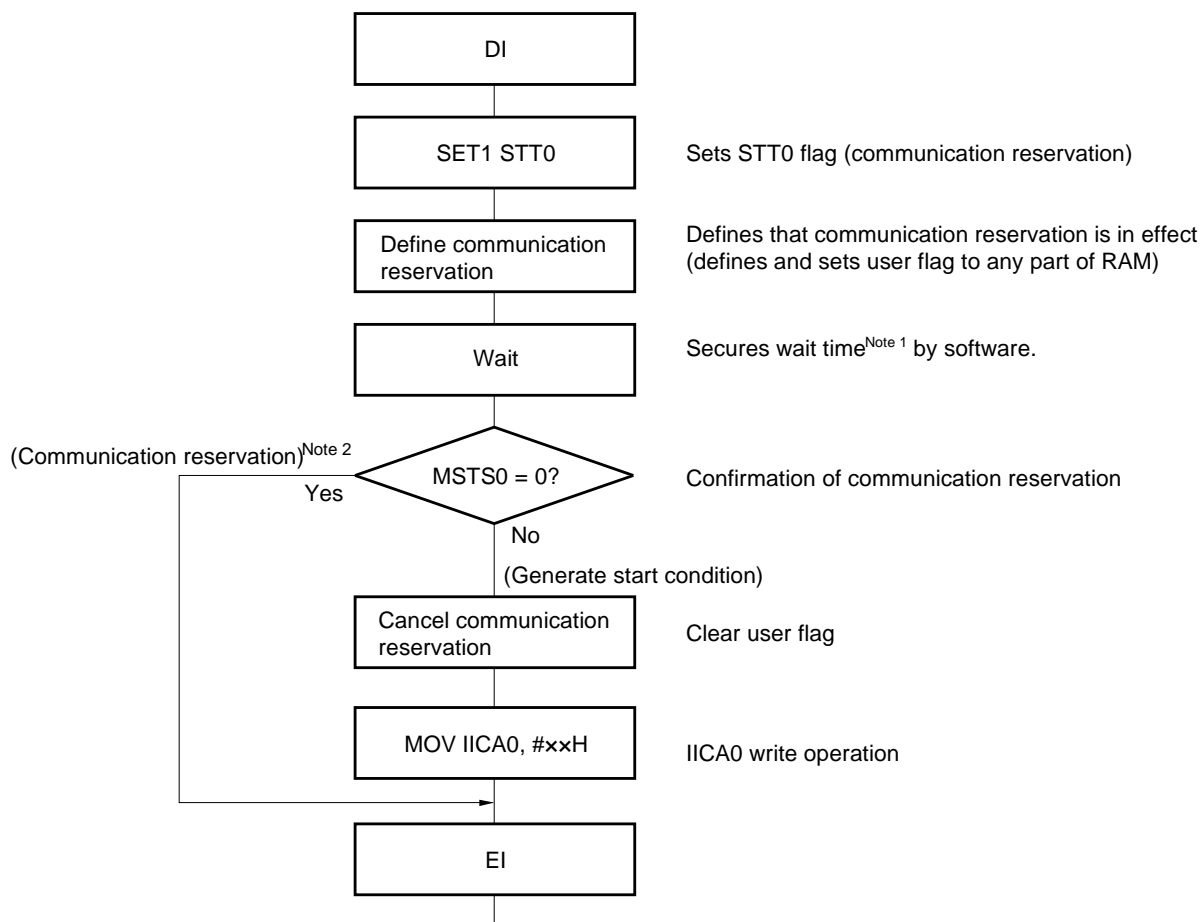 DI
SET1 STT0
Sets STT0 flag (communication reservation)
Define communication
reservation
Defines that communication reservation is in effect
(defines and sets user flag to any part of RAM)
Wait
Secures wait timeNote 1 by software.
(Communication reservation)Note 2
MSTS0 = 0?
Confirmation of communication reservation
Yes
No
(Generate start condition)
Cancel communication
reservation
Clear user flag
MOV IICA0, #××H
IICA0 write operation
EI